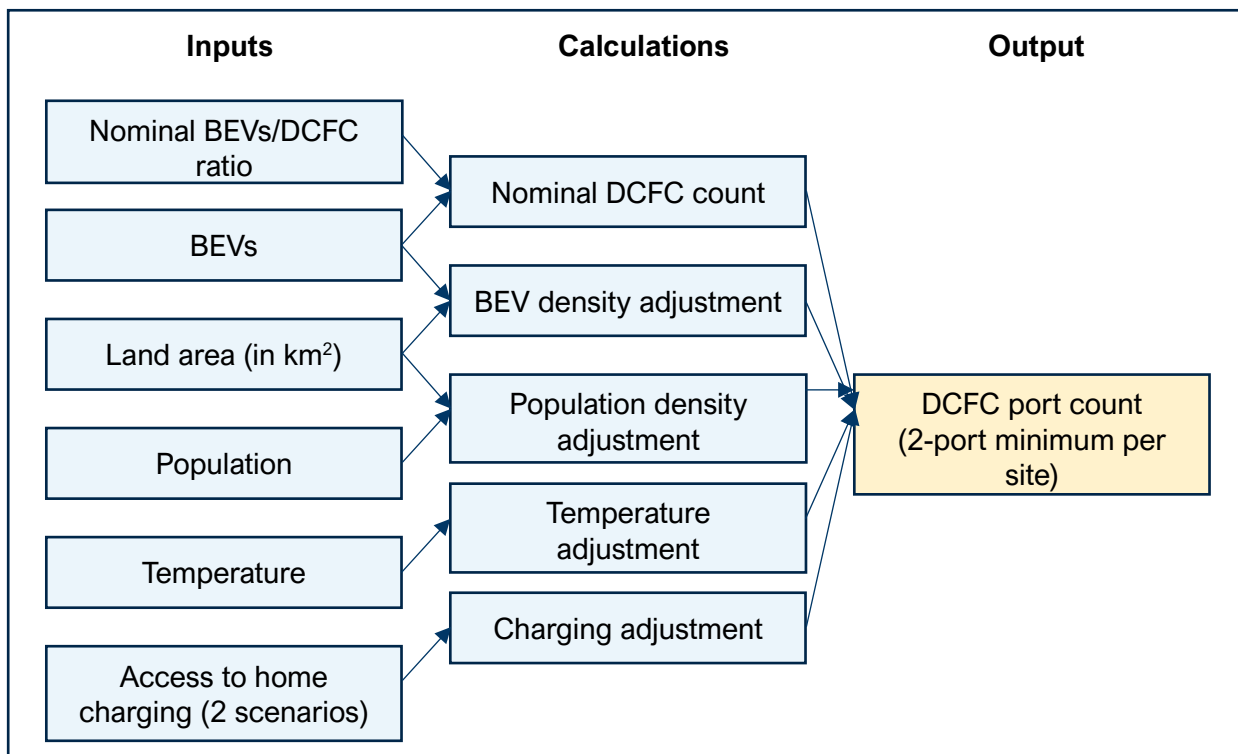 Inputs
Calculations
Output
Nominal BEVs/DCFC
ratio
BEVs
Land area (in km²)
Population
Temperature
Access to home
charging (2 scenarios)
Nominal DCFC count
BEV density adjustment
Population density
adjustment
Temperature
adjustment
Charging adjustment
DCFC port count
(2-port minimum per
site)